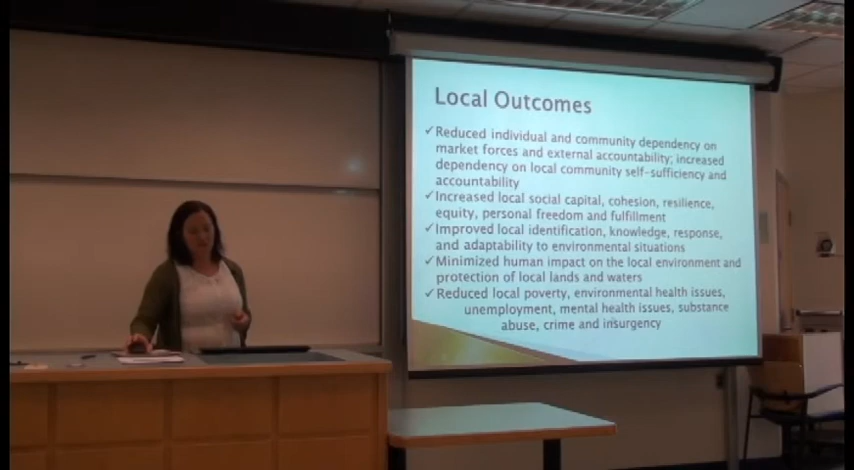 Local Outcomes
✓Reduced individual and community dependency on
market forces and external accountability; increased
dependency on local community self-sufficiency and
accountability
✓Increased local social capital, cohesion, resilience,
equity, personal freedom and fulfillment
✓Improved local identification, knowledge, response,
and adaptability to environmental situations
✓Minimized human impact on the local environment and
protection of local lands and waters
✓Reduced local poverty, environmental health issues,
unemployment, mental health issues, substance
abuse, crime and insurgency